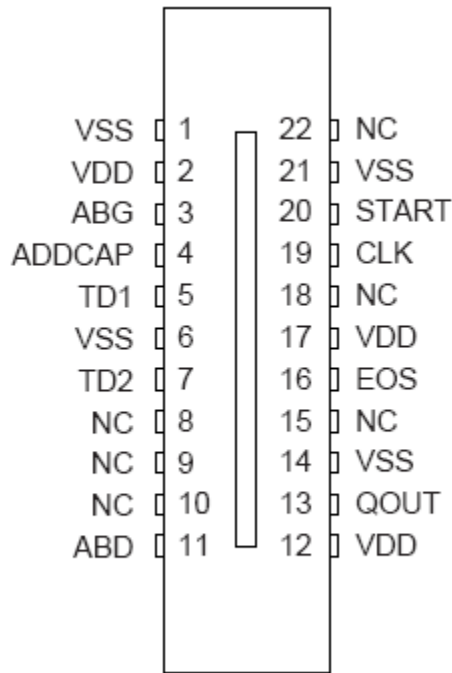 VSS 1 22 NC
VDD 2 21 VSS
ABG 3 20 START
ADDCAP 4 19 CLK
TD1 5 18 NC
VSS 6 17 VDD
TD2 7 16 EOS
NC 8 15 NC
NC 9 14 VSS
NC 10 13 QOUT
ABD 11 12 VDD